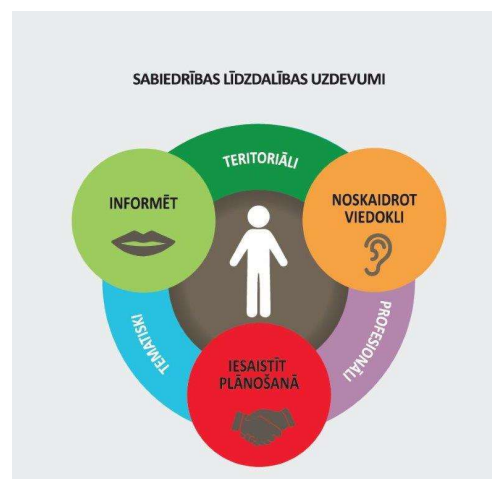 SABIEDRĪBAS LĪDZDALĪBAS UZDEVUMI
TERITORIĀLI
INFORMĒT
NOSKAIDROT
VIEDOKLI
TEMATISKI
PROFESIONĀLI
IESAISTĪT
PLĀNOŠANĀ